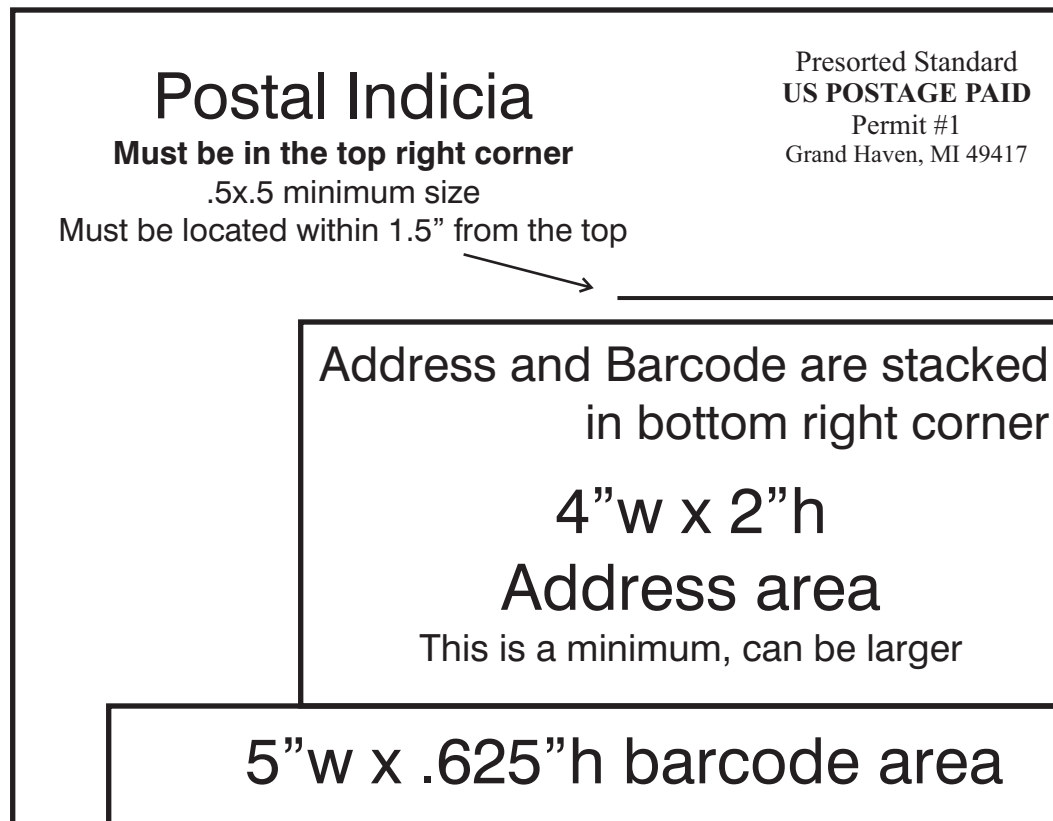 Postal Indicia
Must be in the top right corner
.5x.5 minimum size
Must be located within 1.5” from the top
Presorted Standard
US POSTAGE PAID
Permit #1
Grand Haven, MI 49417
Address and Barcode are stacked
in bottom right corner
4”w x 2”h
Address area
This is a minimum, can be larger
5”w x .625”h barcode area